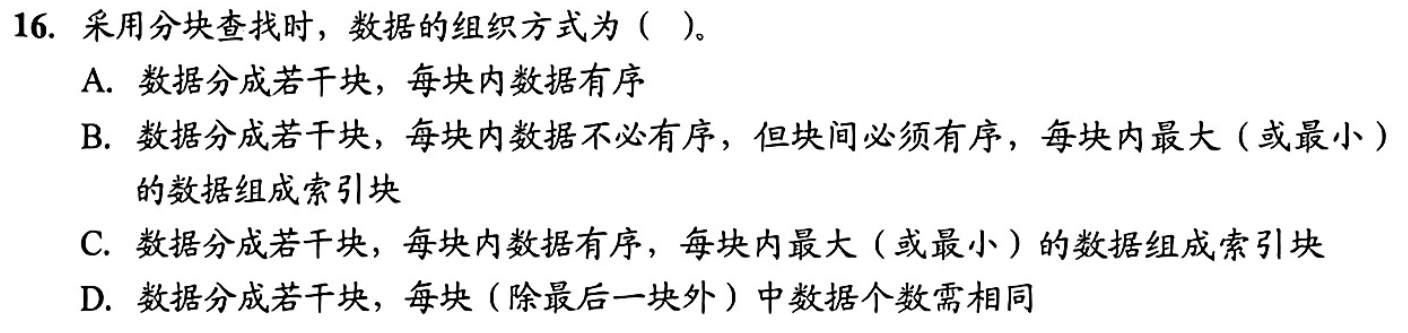 16. 采用分块查找时，数据的组织方式为（ ）。
A. 数据分成若干块，每块内数据有序
B. 数据分成若干块，每块内数据不必有序，但块间必须有序，每块内最大（或最小）
的数据组成索引块
C. 数据分成若干块，每块内数据有序，每块内最大（或最小）的数据组成索引块
D. 数据分成若干块，每块（除最后一块外）中数据个数需相同